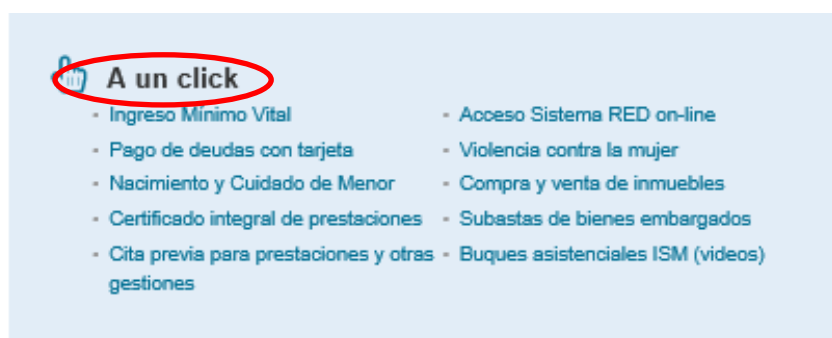 A un click
- Ingreso Mínimo Vital
- Pago de deudas con tarjeta
- Nacimiento y Cuidado de Menor
- Certificado integral de prestaciones
- Cita previa para prestaciones y otras
gestiones
- Acceso Sistema RED on-line
- Violencia contra la mujer
- Compra y venta de inmuebles
- Subastas de bienes embargados
- Buques asistenciales ISM (videos)